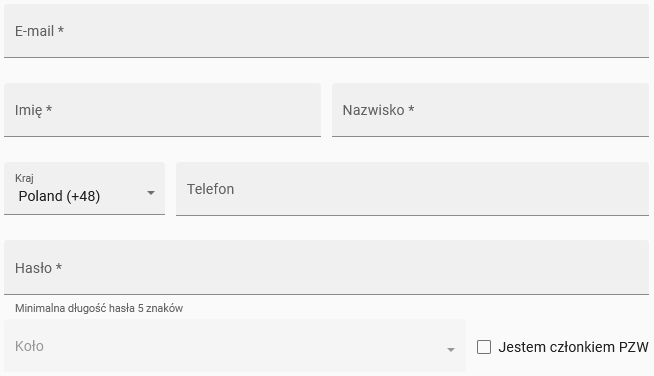 E-mail *
Imię *
Nazwisko *
Kraj
Poland (+48)
Telefon
Hasło *
Minimalna długość hasła 5 znaków
Koło
Jestem członkiem PZW